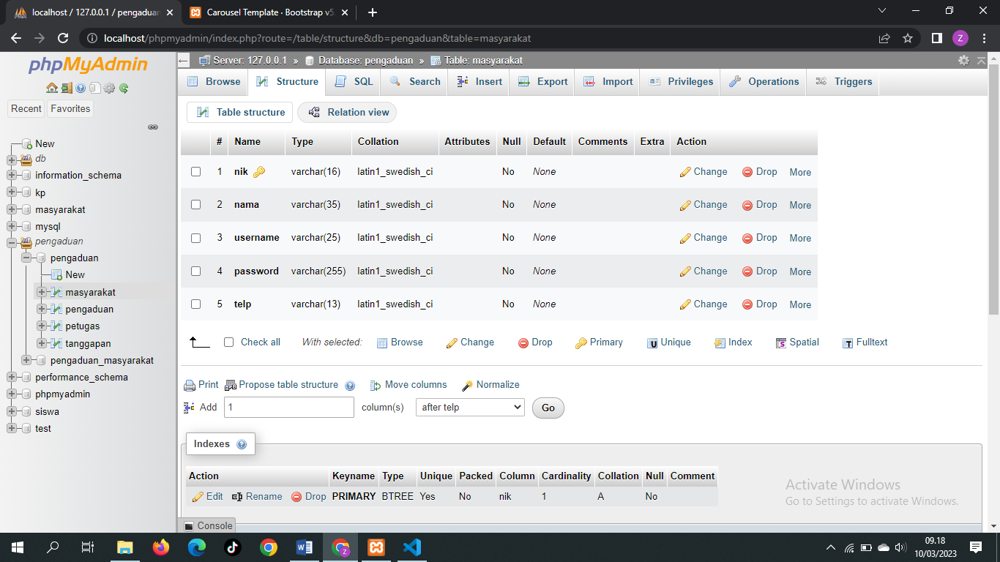 localhost / 127.0.0.1 / pengaduan
Carousel Template · Bootstrap v5.
localhost/phpmyadmin/index.php?route=/table/structure&db=pengaduan&table=masyarakat
Z
phpMyAdmin
Recent Favorites
New
db
information_schema
kp
masyarakat
mysql
pengaduan
pengaduan
New
masyarakat
pengaduan
petugas
tanggapan
pengaduan_masyarakat
performance_schema
phpmyadmin
siswa
test
Server: 127.0.0.1 » Database: pengaduan » Table: masyarakat
Browse Structure SQL Search Insert Export Import Privileges Operations Triggers
Table structure Relation view
# Name Type Collation Attributes Null Default Comments Extra Action
1 nik varchar(16) latin1_swedish_ci No None Change Drop More
2 nama varchar(35) latin1_swedish_ci No None Change Drop More
3 username varchar(25) latin1_swedish_ci No None Change Drop More
4 password varchar(255) latin1_swedish_ci No None Change Drop More
5 telp varchar(13) latin1_swedish_ci No None Change Drop More
Check all With selected: Browse Change Drop Primary Unique Index Spatial Fulltext
Print Propose table structure Move columns Normalize
Add 1 column(s) after telp Go
Indexes
Action Keyname Type Unique Packed Column Cardinality Collation Null Comment
Edit Rename Drop PRIMARY BTREE Yes No nik 1 A No
Console
Activate Windows
Go to Settings to activate Windows.
09.18
10/03/2023